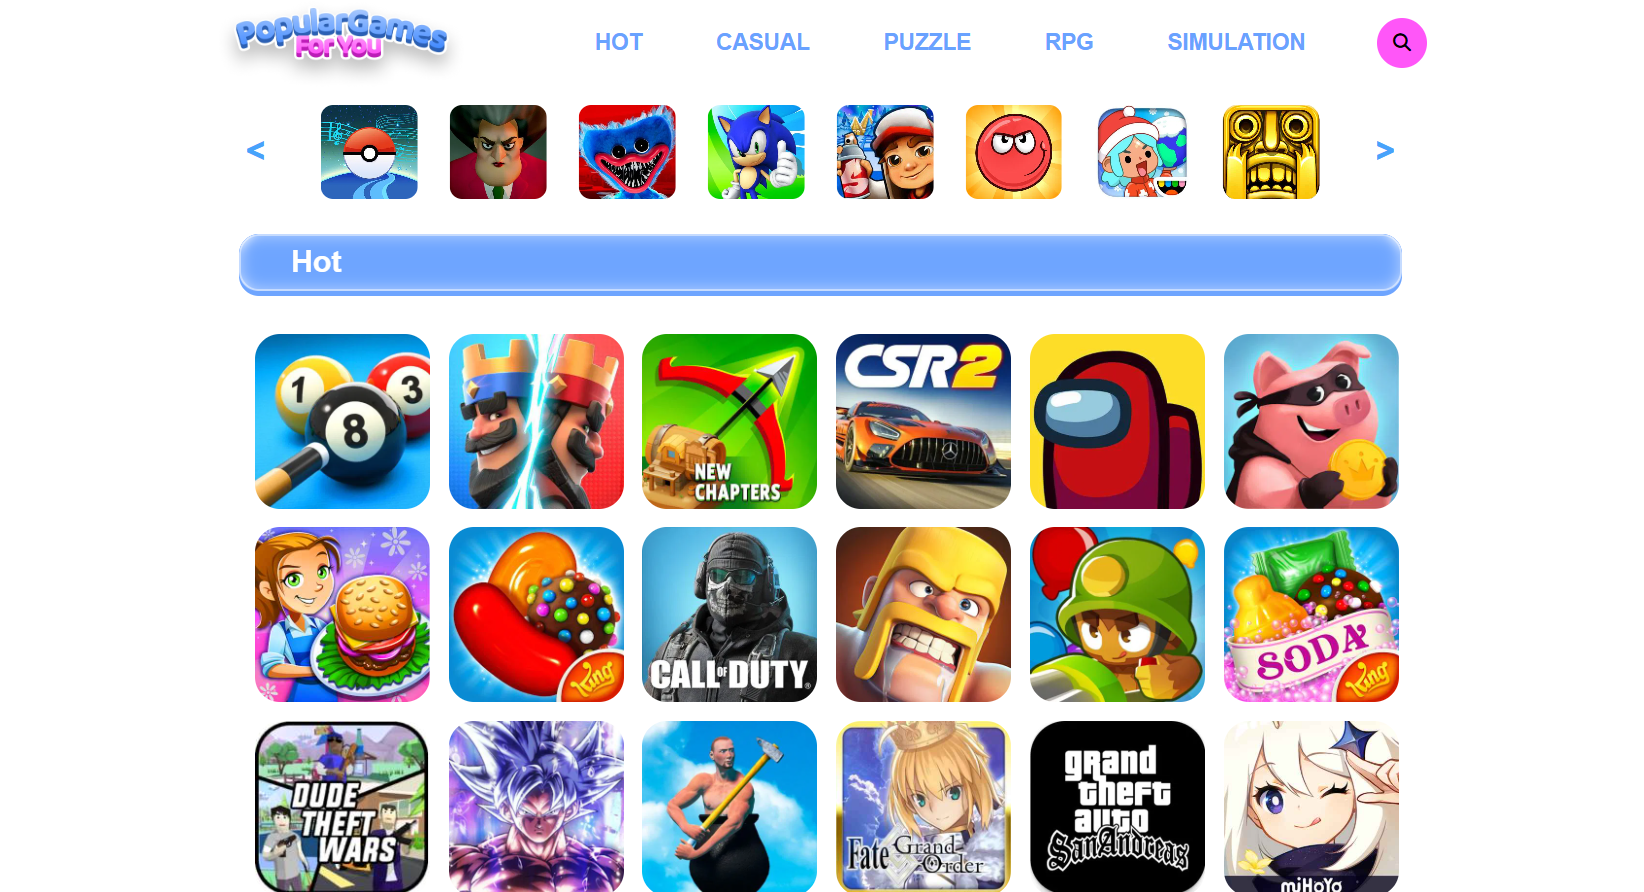 PopularGames
For You
HOT
CASUAL
PUZZLE
RPG
SIMULATION
<
>
Hot
1
3
8
NEW
CHAPTERS
CSR2
King
CALL OF DUTY®
SODA
King
DUDE
THEFT
WARS
Fate
Grand
Order
grand
theft
auto
San Andreas
miHoYo